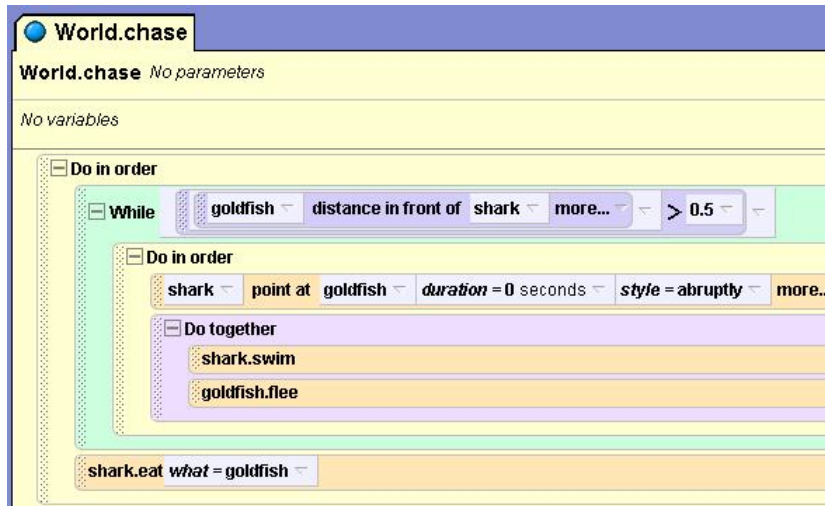 World.chase
World.chase No parameters
No variables
Do in order
While goldfish distance in front of shark more... > 0.5
Do in order
shark point at goldfish duration = 0 seconds style = abruptly more..
Do together
shark.swim
goldfish.flee
shark.eat what = goldfish